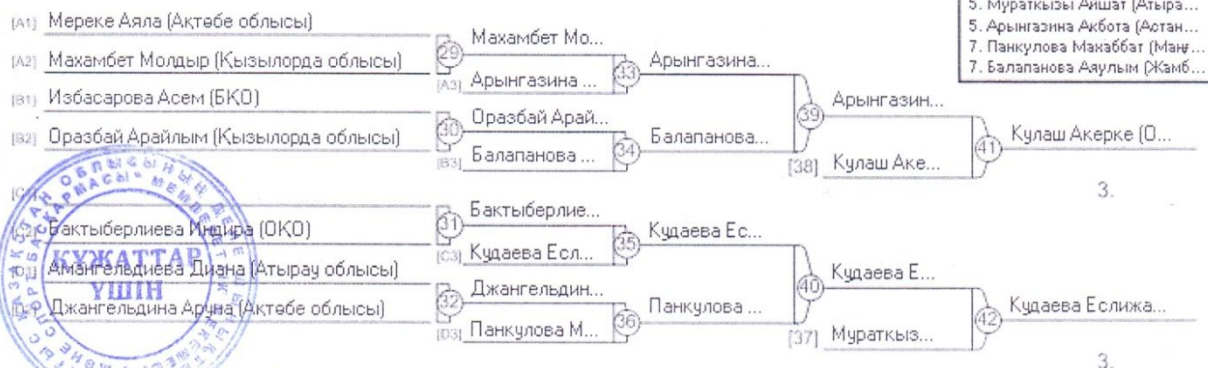 5. Мураткызы Айшат (Атыра...
5. Арынгазина Акбота (Астан...
7. Панкулова Махаббат (Маңғ...
7. Балапанова Аяулым (Жамб...
[A1] Мереке Аяла (Ақтөбе облысы)
29 Махамбет Мо...
[A2] Махамбет Молдыр (Қызылорда облысы)
[A3] Арынгазина ...
33 Арынгазина...
[B1] Избасарова Асем (БҚО)
30 Оразбай Арай...
[B2] Оразбай Арайлым (Қызылорда облысы)
[B3] Балапанова ...
34 Балапанова...
39 Арынгазин...
[38] Кулаш Аке...
41 Кулаш Акерке (О...
3.
Бактыберлиева Индира (ОҚО)
31 Бактыберлие...
[C3] Кудаева Есл...
35 Кудаева Ес...
Амангельдиева Диана (Атырау облысы)
32 Джангельдин...
Джангельдина Аруна (Ақтөбе облысы)
[D3] Панкулова М...
36 Панкулова ...
40 Кудаева Е...
[37] Мураткыз...
42 Кудаева Еслижа...
3.
ҚҰЖАТТАР
ҮШІН